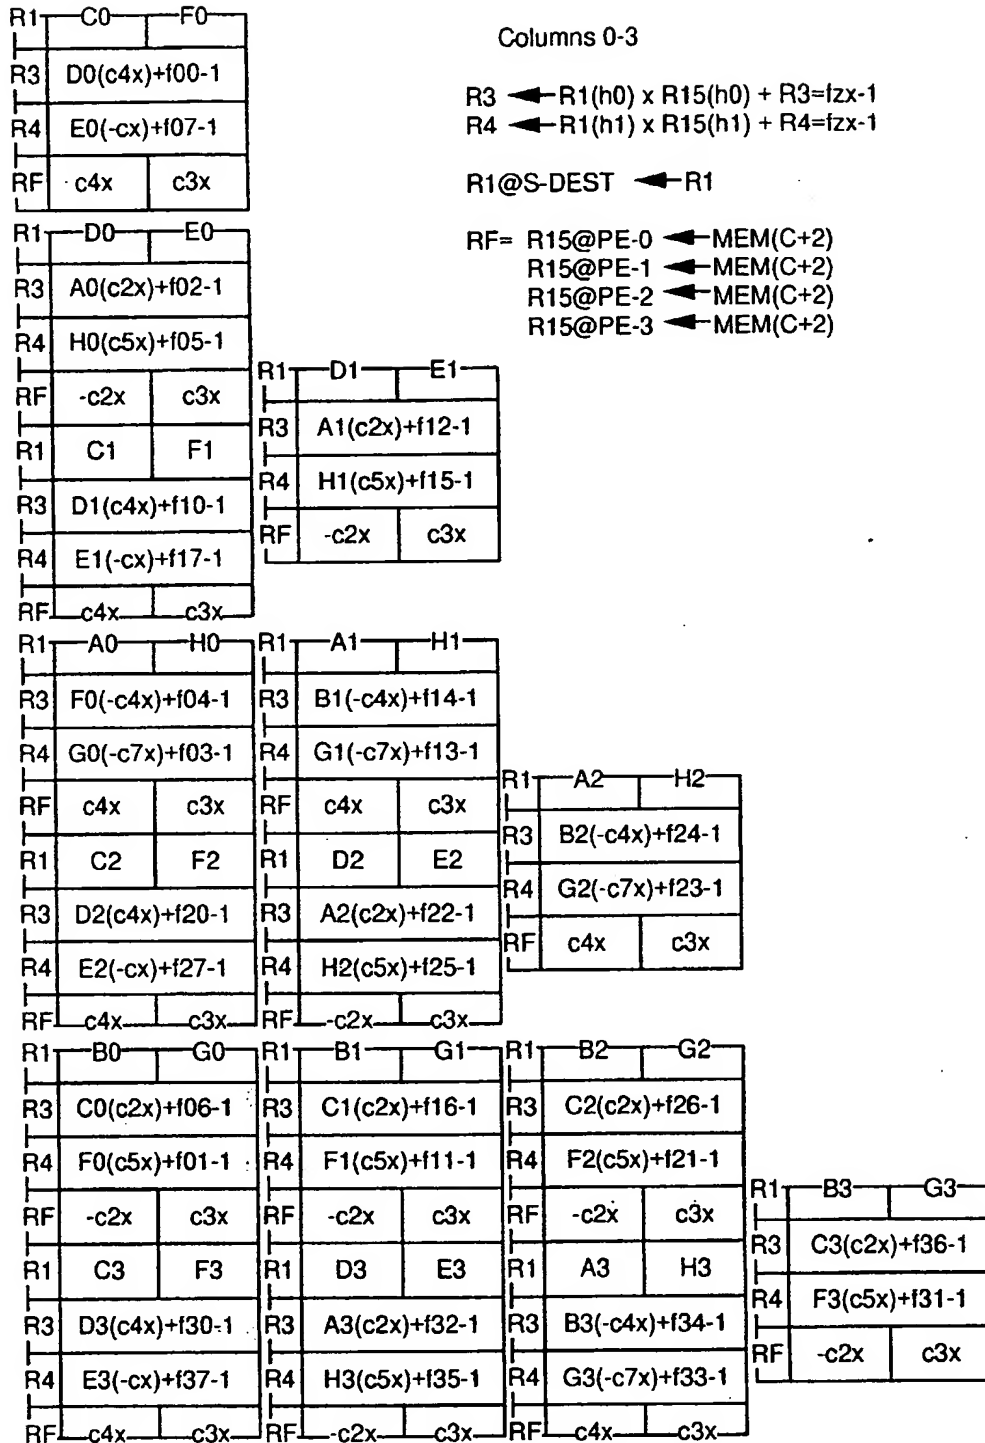 Columns 0-3
R3 ← R1(h0) x R15(h0) + R3=fzx-1
R4 ← R1(h1) x R15(h1) + R4=fzx-1
R1@S-DEST ← R1
RF= R15@PE-0 ← MEM(C+2)
R15@PE-1 ← MEM(C+2)
R15@PE-2 ← MEM(C+2)
R15@PE-3 ← MEM(C+2)
R1 C0 F0
R3 D0(c4x)+f00-1
R4 E0(-cx)+f07-1
RF c4x c3x
R1 D0 E0
R3 A0(c2x)+f02-1
R4 H0(c5x)+f05-1
RF -c2x c3x
R1 C1 F1
R3 D1(c4x)+f10-1
R4 E1(-cx)+f17-1
RF c4x c3x
R1 D1 E1
R3 A1(c2x)+f12-1
R4 H1(c5x)+f15-1
RF -c2x c3x
R1 A0 H0
R3 F0(-c4x)+f04-1
R4 G0(-c7x)+f03-1
RF c4x c3x
R1 C2 F2
R3 D2(c4x)+f20-1
R4 E2(-cx)+f27-1
RF c4x c3x
R1 A1 H1
R3 B1(-c4x)+f14-1
R4 G1(-c7x)+f13-1
RF c4x c3x
R1 D2 E2
R3 A2(c2x)+f22-1
R4 H2(c5x)+f25-1
RF -c2x c3x
R1 A2 H2
R3 B2(-c4x)+f24-1
R4 G2(-c7x)+f23-1
RF c4x c3x
R1 B0 G0
R3 C0(c2x)+f06-1
R4 F0(c5x)+f01-1
RF -c2x c3x
R1 C3 F3
R3 D3(c4x)+f30-1
R4 E3(-cx)+f37-1
RF c4x c3x
R1 B1 G1
R3 C1(c2x)+f16-1
R4 F1(c5x)+f11-1
RF -c2x c3x
R1 D3 E3
R3 A3(c2x)+f32-1
R4 H3(c5x)+f35-1
RF -c2x c3x
R1 B2 G2
R3 C2(c2x)+f26-1
R4 F2(c5x)+f21-1
RF -c2x c3x
R1 A3 H3
R3 B3(-c4x)+f34-1
R4 G3(-c7x)+f33-1
RF c4x c3x
R1 B3 G3
R3 C3(c2x)+f36-1
R4 F3(c5x)+f31-1
RF -c2x c3x